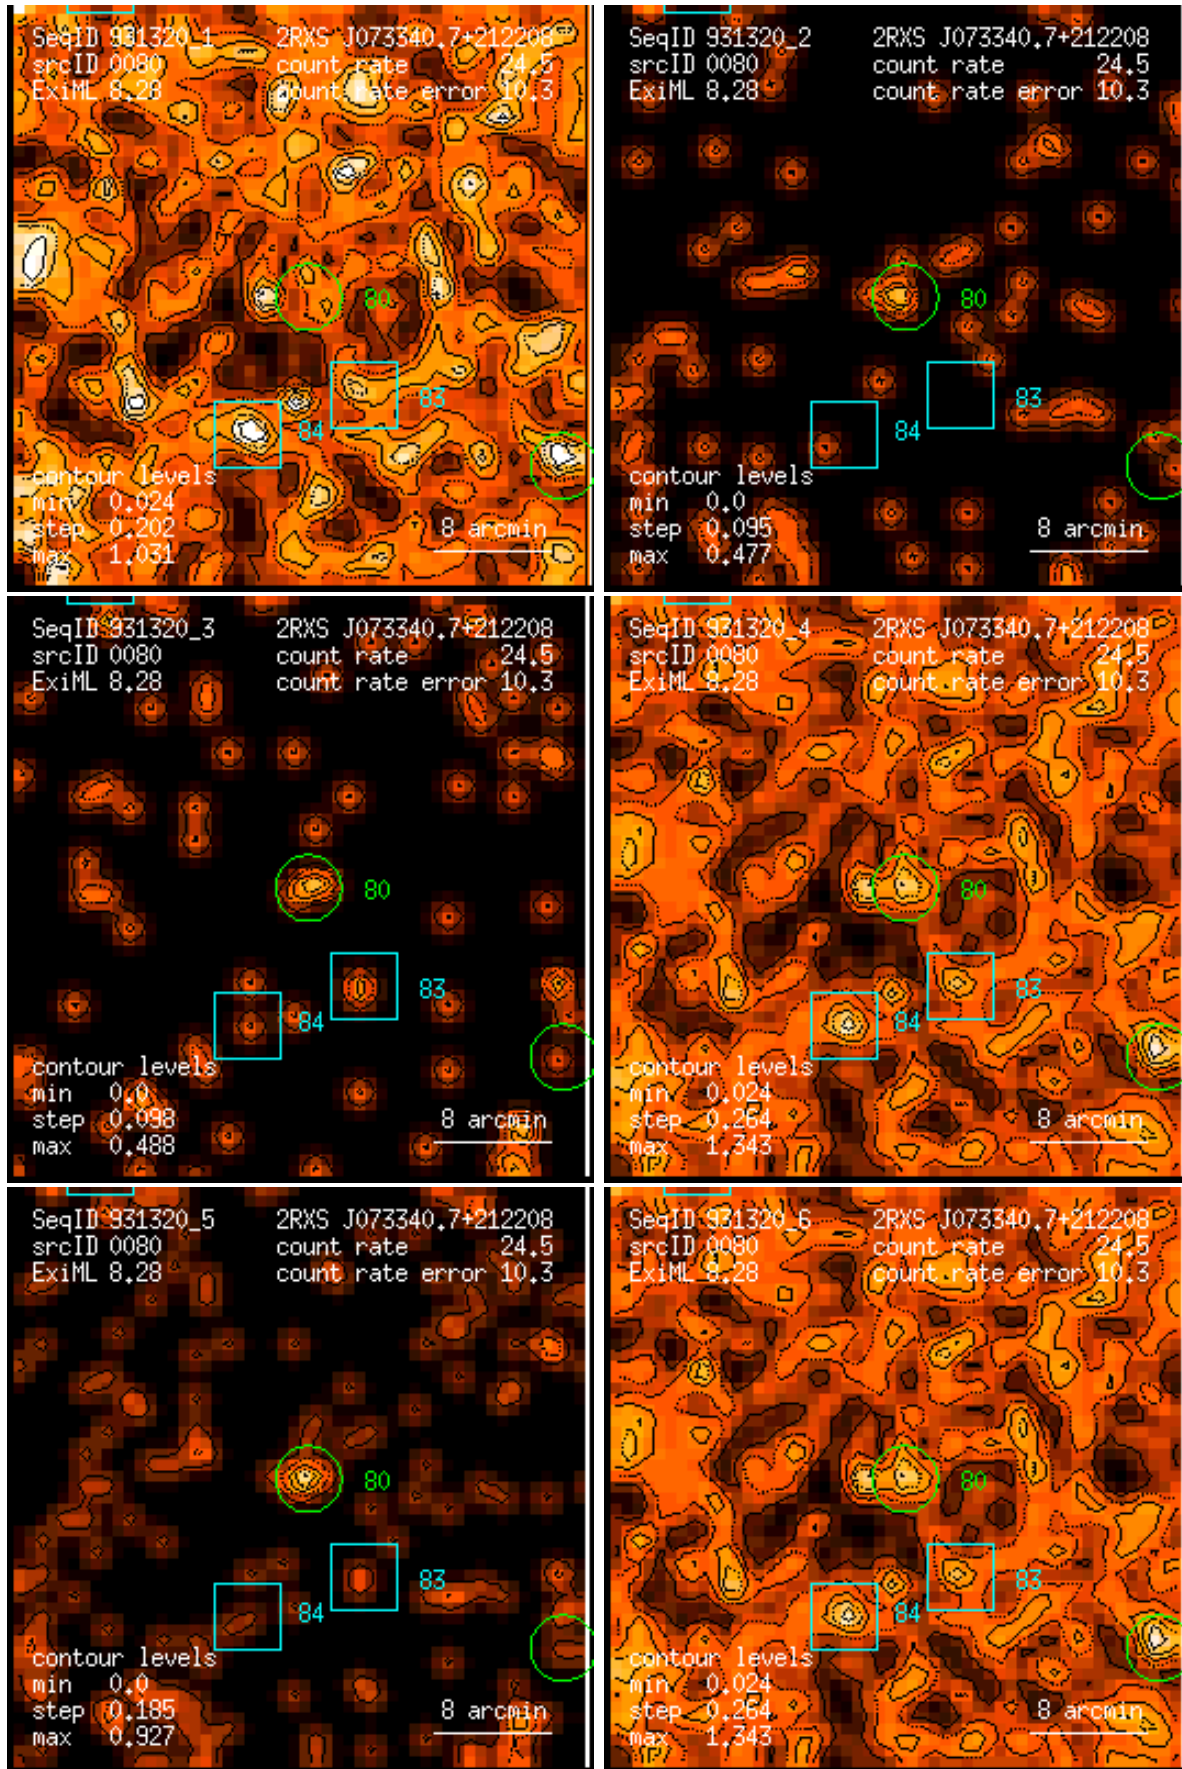 SeqID 931320_1 2RXS J073340.7+212208
srcID 0080 count rate 24.5
ExiML 8.28 count rate error 10.3
80
83
84
contour levels
min 0.024
step 0.202 8 arcmin
max 1.031
SeqID 931320_2 2RXS J073340.7+212208
srcID 0080 count rate 24.5
ExiML 8.28 count rate error 10.3
80
83
84
contour levels
min 0.0
step 0.095 8 arcmin
max 0.477
SeqID 931320_3 2RXS J073340.7+212208
srcID 0080 count rate 24.5
ExiML 8.28 count rate error 10.3
80
83
84
contour levels
min 0.0
step 0.098 8 arcmin
max 0.488
SeqID 931320_4 2RXS J073340.7+212208
srcID 0080 count rate 24.5
ExiML 8.28 count rate error 10.3
80
83
84
contour levels
min 0.024
step 0.264 8 arcmin
max 1.343
SeqID 931320_5 2RXS J073340.7+212208
srcID 0080 count rate 24.5
ExiML 8.28 count rate error 10.3
80
83
84
contour levels
min 0.0
step 0.185 8 arcmin
max 0.927
SeqID 931320_6 2RXS J073340.7+212208
srcID 0080 count rate 24.5
ExiML 8.28 count rate error 10.3
80
83
84
contour levels
min 0.024
step 0.264 8 arcmin
max 1.343